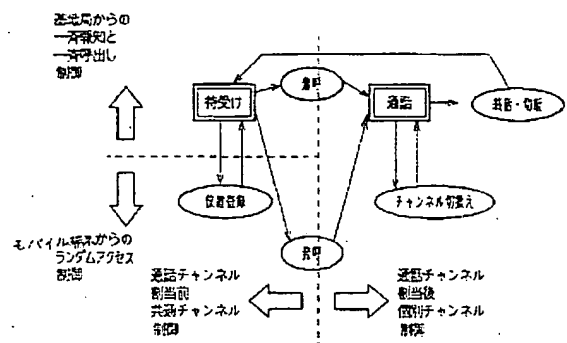 基地局からの
一斉報知と
一斉呼出し
制御
待受け
着呼
通話
終話・切断
位置登録
チャンネル切換え
発呼
モバイル端末からの
ランダムアクセス
制御
通話チャンネル
割当前
共通チャンネル
制御
通話チャンネル
割当後
個別チャンネル
制御